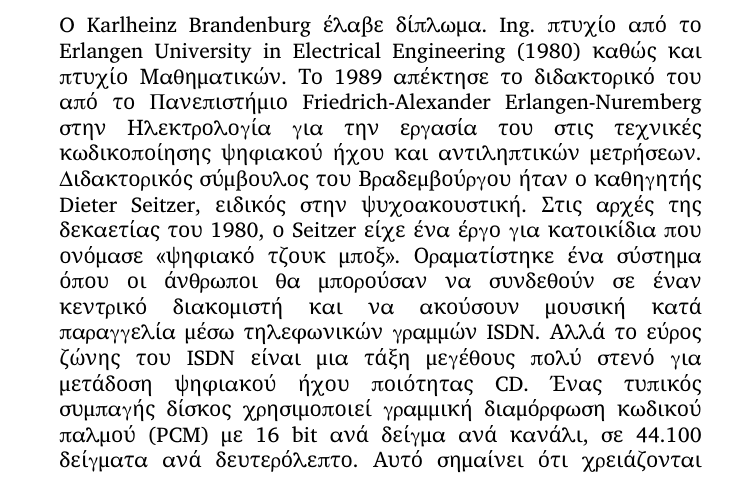 Ο Karlheinz Brandenburg έλαβε δίπλωμα. Ing. πτυχίο από το
Erlangen University in Electrical Engineering (1980) καθώς και
πτυχίο Μαθηματικών. Το 1989 απέκτησε το διδακτορικό του
από το Πανεπιστήμιο Friedrich-Alexander Erlangen-Nuremberg
στην Ηλεκτρολογία για την εργασία του στις τεχνικές
κωδικοποίησης ψηφιακού ήχου και αντιληπτικών μετρήσεων.
Διδακτορικός σύμβουλος του Βραδεμβούργου ήταν ο καθηγητής
Dieter Seitzer, ειδικός στην ψυχοακουστική. Στις αρχές της
δεκαετίας του 1980, ο Seitzer είχε ένα έργο για κατοικίδια που
ονόμασε «ψηφιακό τζουκ μποξ». Οραματίστηκε ένα σύστημα
όπου οι άνθρωποι θα μπορούσαν να συνδεθούν σε έναν
κεντρικό διακομιστή και να ακούσουν μουσική κατά
παραγγελία μέσω τηλεφωνικών γραμμών ISDN. Αλλά το εύρος
ζώνης του ISDN είναι μια τάξη μεγέθους πολύ στενό για
μετάδοση ψηφιακού ήχου ποιότητας CD. Ένας τυπικός
συμπαγής δίσκος χρησιμοποιεί γραμμική διαμόρφωση κωδικού
παλμού (PCM) με 16 bit ανά δείγμα ανά κανάλι, σε 44.100
δείγματα ανά δευτερόλεπτο. Αυτό σημαίνει ότι χρειάζονται